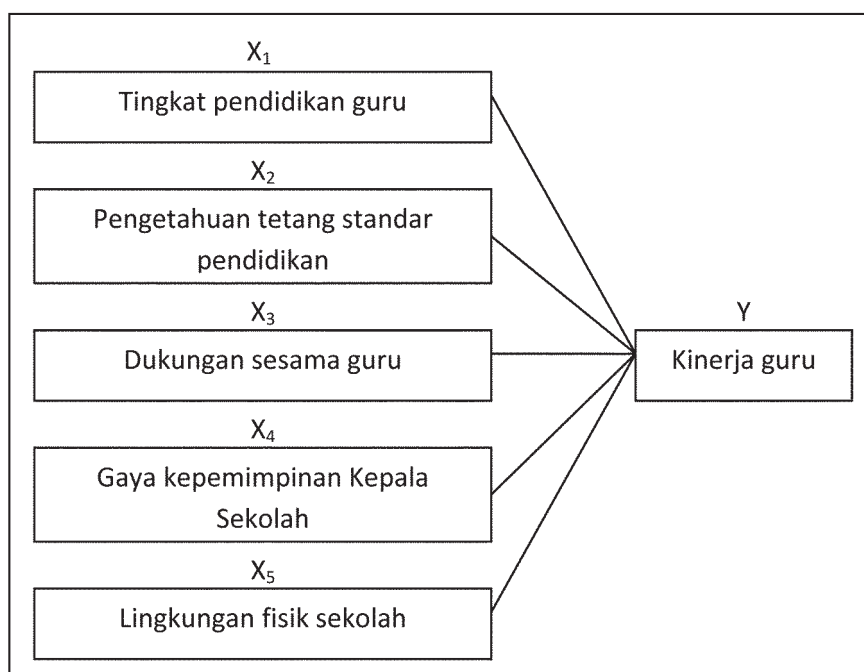 X₁
Tingkat pendidikan guru
X₂
Pengetahuan tetang standar
pendidikan
X₃
Dukungan sesama guru
X₄
Gaya kepemimpinan Kepala
Sekolah
X₅
Lingkungan fisik sekolah
Y
Kinerja guru